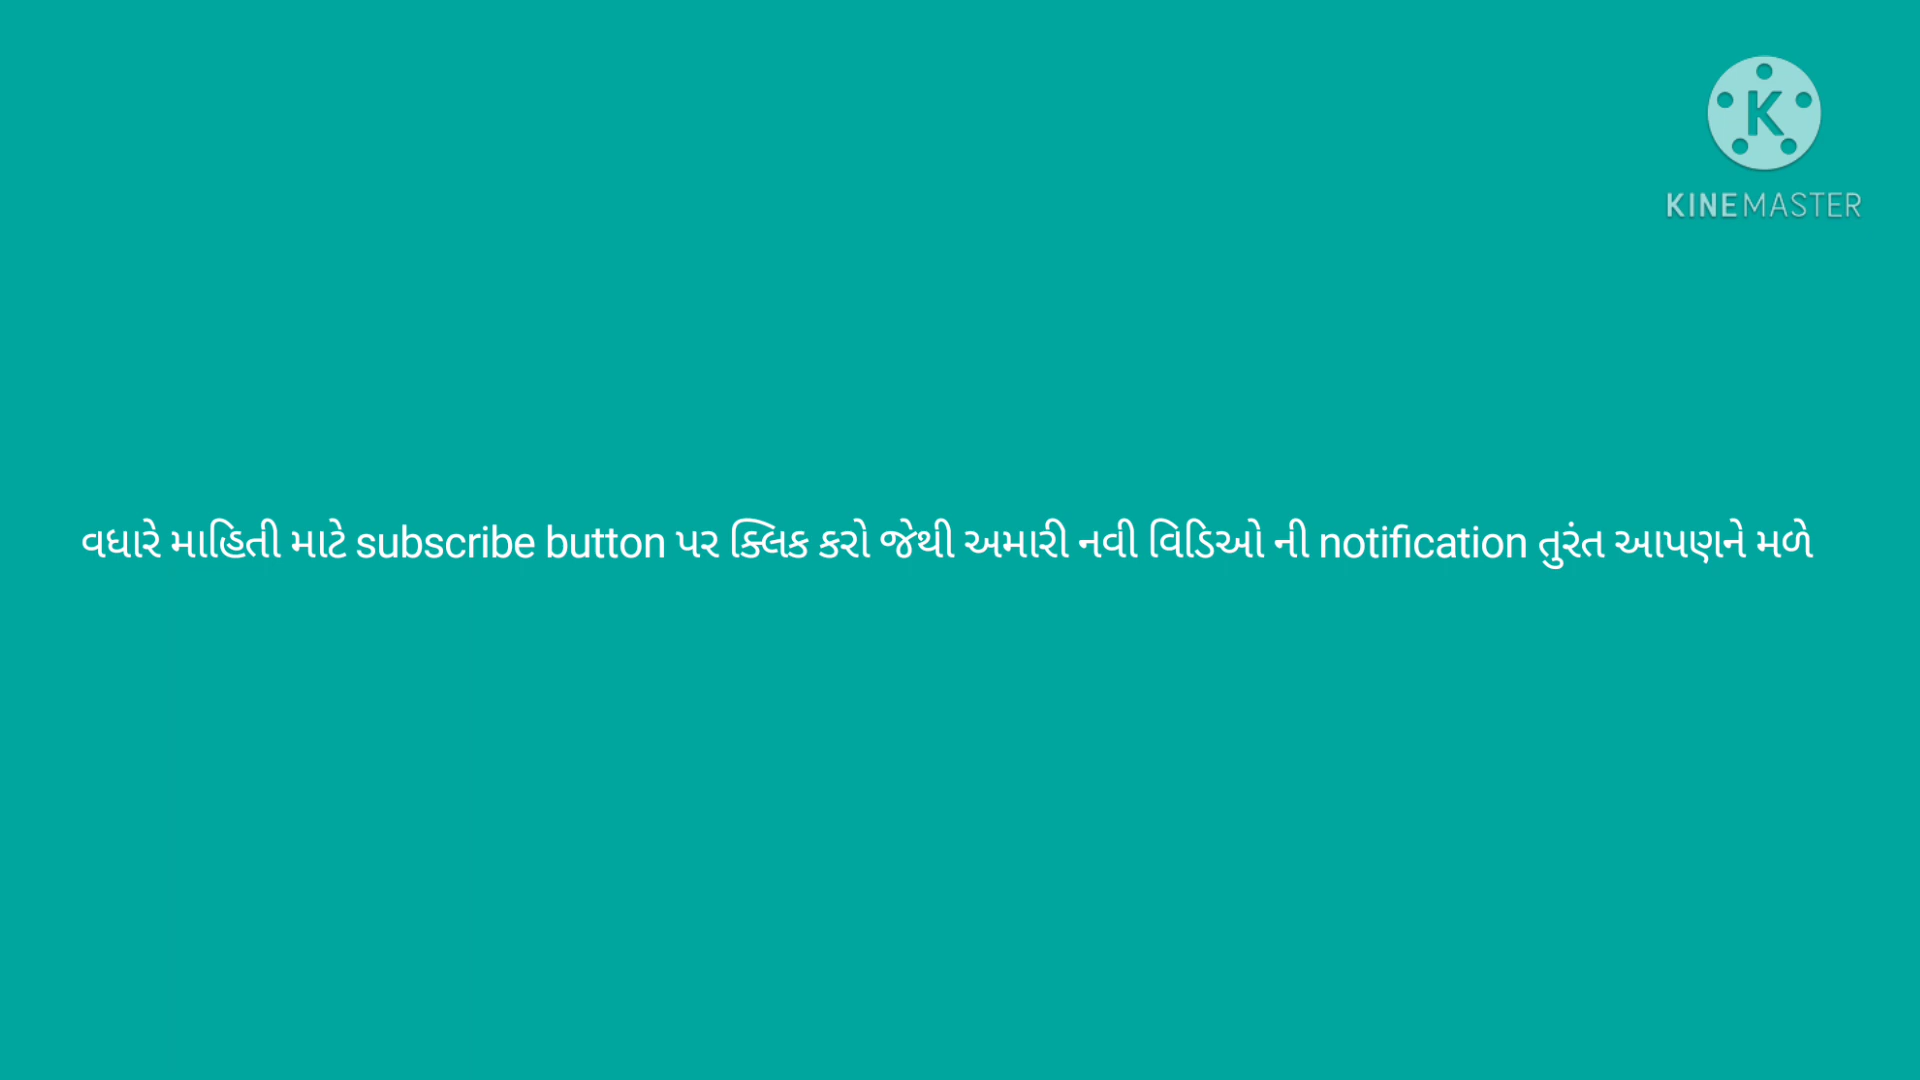 K
KINEMASTER
વધારે માહિતી માટે subscribe button પર ક્લિક કરો જેથી અમારી નવી વિડિઓ ની notification તુરંત આપણને મળે